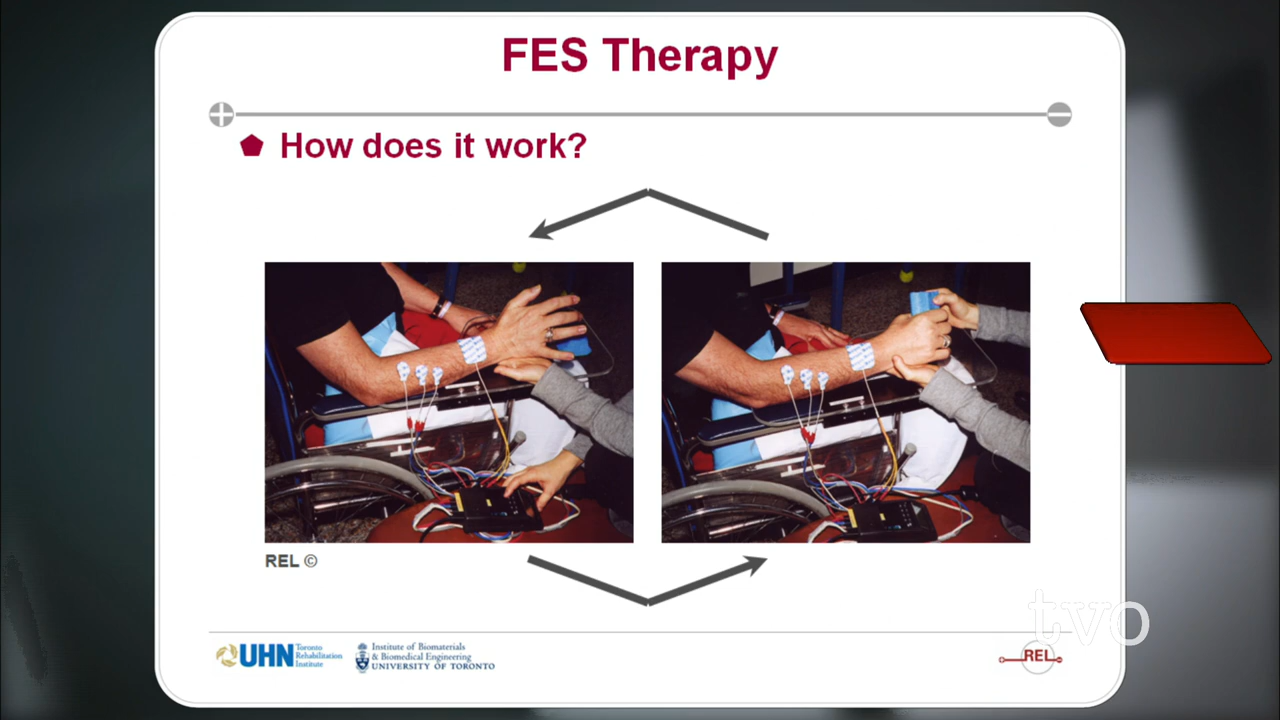 FES Therapy
How does it work?
REL ©
UHN
Toronto
Rehabilitation
Institute
Institute of Biomaterials
& Biomedical Engineering
UNIVERSITY OF TORONTO
REL
tvo